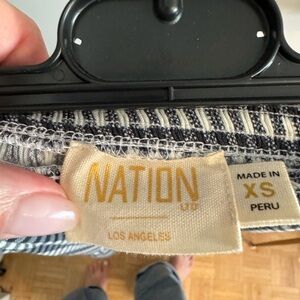 NATION
LTD
LOS ANGELES
MADE IN
XS
PERU